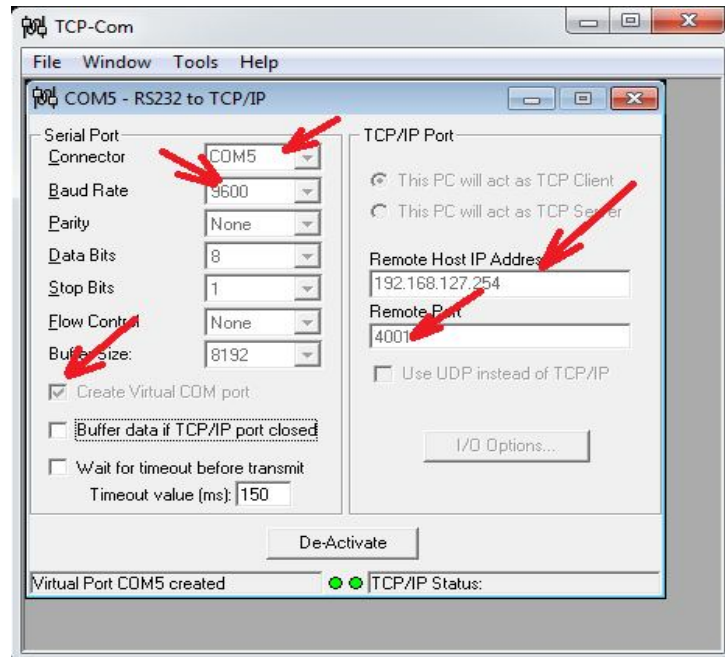 TCP-Com
File Window Tools Help
COM5 - RS232 to TCP/IP
Serial Port
Connector COM5
Baud Rate 9600
Parity None
Data Bits 8
Stop Bits 1
Flow Control None
Buffer Size: 8192
Create Virtual COM port
Buffer data if TCP/IP port closed
Wait for timeout before transmit
Timeout value (ms): 150
TCP/IP Port
This PC will act as TCP Client
This PC will act as TCP Server
Remote Host IP Address
192.168.127.254
Remote Port
4001
Use UDP instead of TCP/IP
I/O Options...
De-Activate
Virtual Port COM5 created
TCP/IP Status: